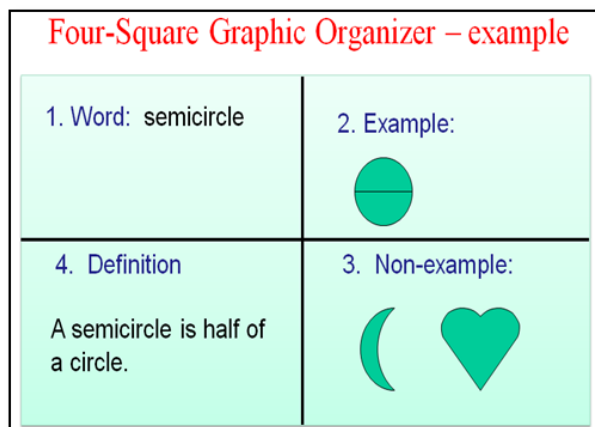 Four-Square Graphic Organizer – example
1. Word: semicircle
2. Example:
4. Definition
A semicircle is half of
a circle.
3. Non-example: